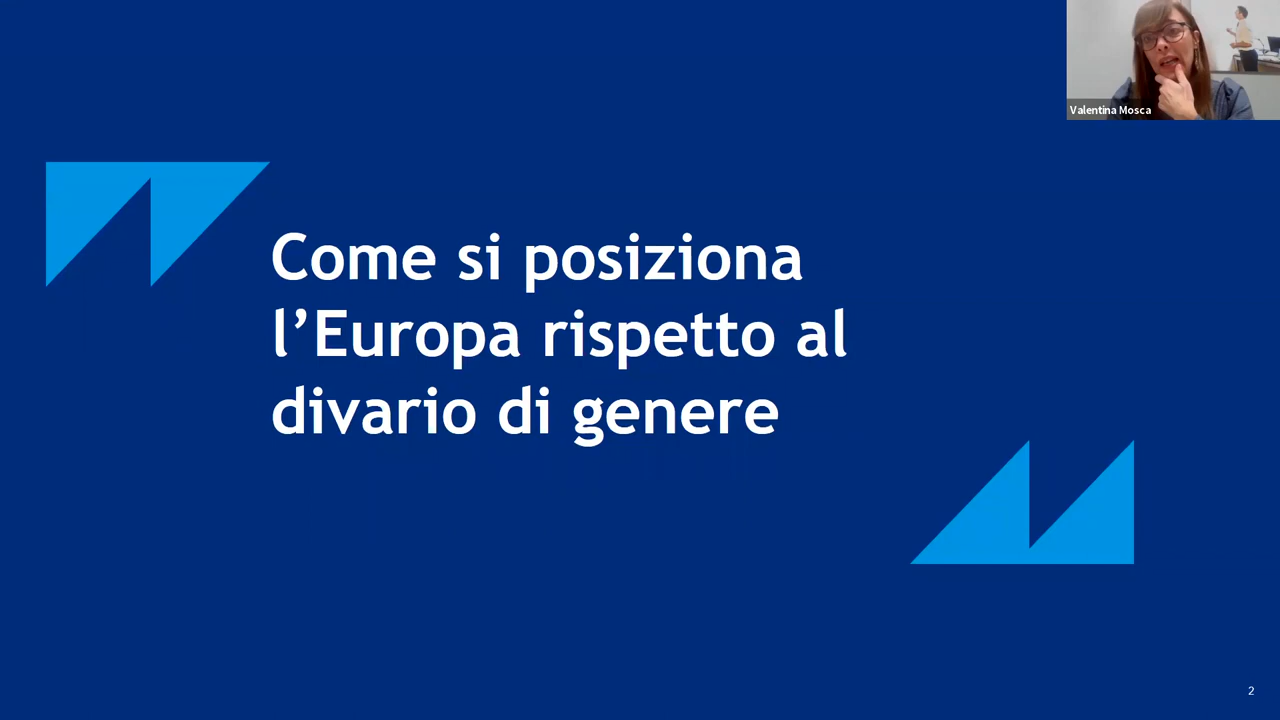 Valentina Mosca
Come si posiziona
l’Europa rispetto al
divario di genere
2